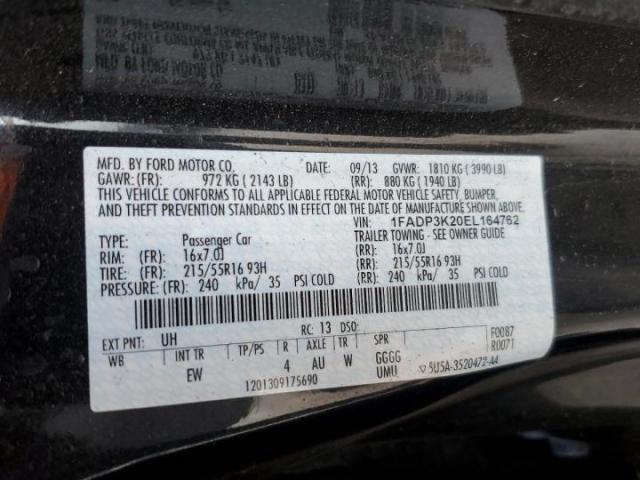 MFD. BY FORD MOTOR CO. DATE: 09/13 GVWR: 1810 KG ( 3990 LB)
GAWR: (FR): 972 KG ( 2143 LB) (RR): 880 KG ( 1940 LB)
THIS VEHICLE CONFORMS TO ALL APPLICABLE FEDERAL MOTOR VEHICLE SAFETY, BUMPER,
AND THEFT PREVENTION STANDARDS IN EFFECT ON THE DATE OF MANUFACTURE SHOWN ABOVE.
VIN: 1FADP3K20EL164762
TYPE: Passenger Car TRAILER TOWING - SEE OWNER GUIDE
RIM: (FR): 16x7.0J (RR): 16x7.0J
TIRE: (FR): 215/55R16 93H (RR): 215/55R16 93H
PRESSURE: (FR): 240 kPa/ 35 PSI COLD (RR): 240 kPa/ 35 PSI COLD
RC: 13 DSO:
EXT PNT: UH F0087
WB INT TR TP/PS R AXLE TR SPR R0071
EW 4 AU W GGGG
1201309175690 UMU 5U5A-3520472-AA